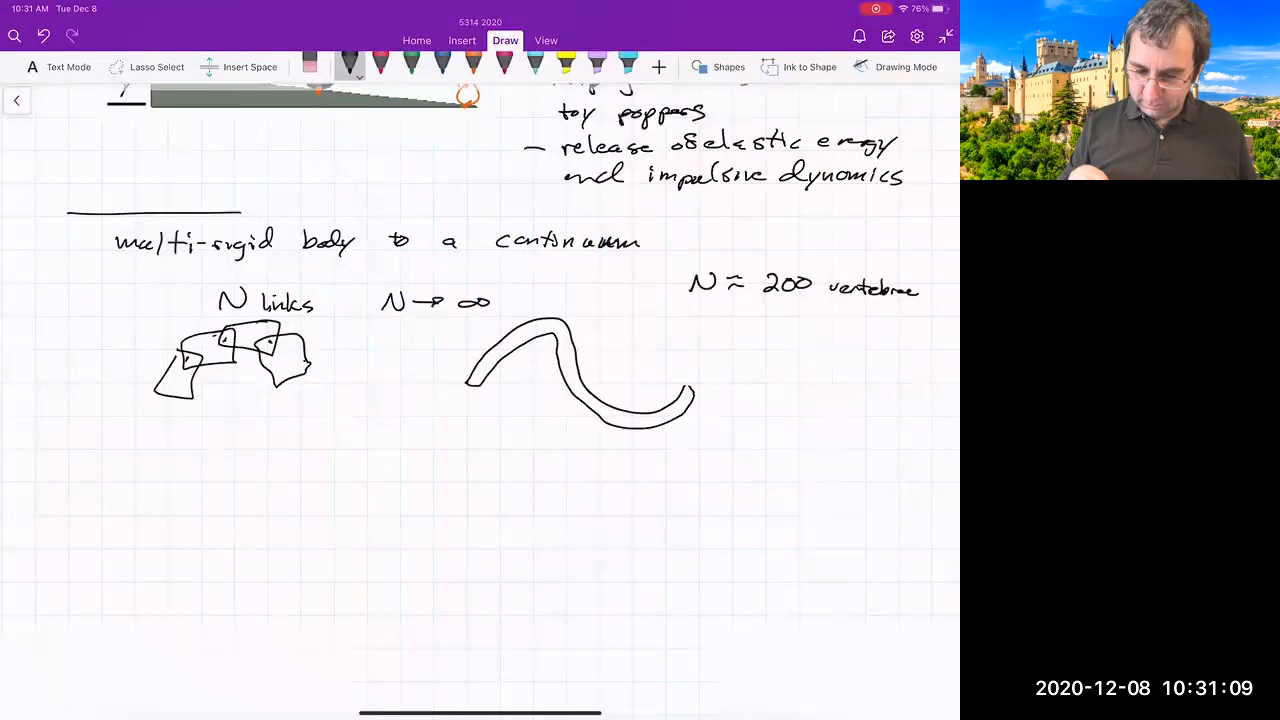 10:31 AM Tue Dec 8
76%
5314 2020
Home Insert Draw View
Text Mode Lasso Select Insert Space Shapes Ink to Shape Drawing Mode
toy poppers
- release of elastic energy
and impulsive dynamics
multi-rigid body to a continuum
N ≈ 200 vertebrae
N links N → ∞
2020-12-08 10:31:09